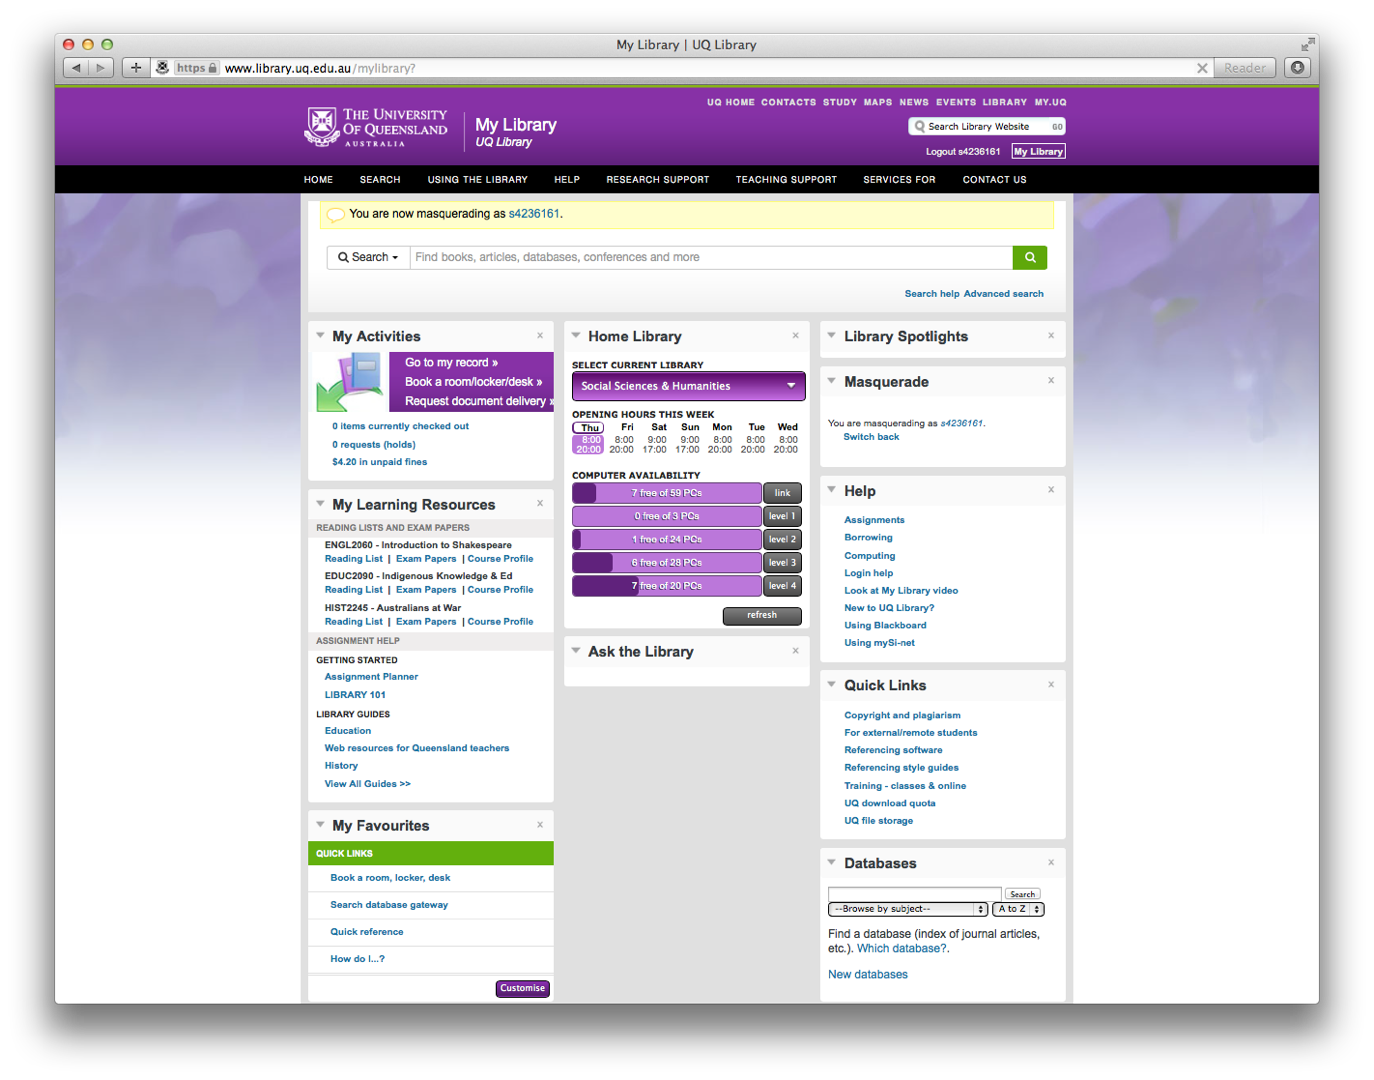 My Library | UQ Library
https www.library.uq.edu.au/mylibrary?
Reader
UQ HOME CONTACTS STUDY MAPS NEWS EVENTS LIBRARY MY.UQ
THE UNIVERSITY
OF QUEENSLAND
AUSTRALIA
My Library
UQ Library
Search Library Website GO
Logout s4236161 My Library
HOME SEARCH USING THE LIBRARY HELP RESEARCH SUPPORT TEACHING SUPPORT SERVICES FOR CONTACT US
You are now masquerading as s4236161.
Search Find books, articles, databases, conferences and more
Search help Advanced search
My Activities x
Go to my record »
Book a room/locker/desk »
Request document delivery »
0 items currently checked out
0 requests (holds)
$4.20 in unpaid fines
My Learning Resources x
READING LISTS AND EXAM PAPERS
ENGL2060 - Introduction to Shakespeare
Reading List | Exam Papers | Course Profile
EDUC2090 - Indigenous Knowledge & Ed
Reading List | Exam Papers | Course Profile
HIST2245 - Australians at War
Reading List | Exam Papers | Course Profile
ASSIGNMENT HELP
GETTING STARTED
Assignment Planner
LIBRARY 101
LIBRARY GUIDES
Education
Web resources for Queensland teachers
History
View All Guides >>
My Favourites x
QUICK LINKS
Book a room, locker, desk
Search database gateway
Quick reference
How do I...?
Customise
Home Library x
SELECT CURRENT LIBRARY
Social Sciences & Humanities
OPENING HOURS THIS WEEK
Thu Fri Sat Sun Mon Tue Wed
8:00 8:00 9:00 9:00 8:00 8:00 8:00
20:00 20:00 17:00 17:00 20:00 20:00 20:00
COMPUTER AVAILABILITY
7 free of 59 PCs link
0 free of 3 PCs level 1
1 free of 24 PCs level 2
6 free of 28 PCs level 3
7 free of 20 PCs level 4
refresh
Ask the Library x
Library Spotlights x
Masquerade x
You are masquerading as s4236161.
Switch back
Help x
Assignments
Borrowing
Computing
Login help
Look at My Library video
New to UQ Library?
Using Blackboard
Using mySi-net
Quick Links x
Copyright and plagiarism
For external/remote students
Referencing software
Referencing style guides
Training - classes & online
UQ download quota
UQ file storage
Databases x
Search
--Browse by subject-- A to Z
Find a database (index of journal articles,
etc.). Which database?.
New databases